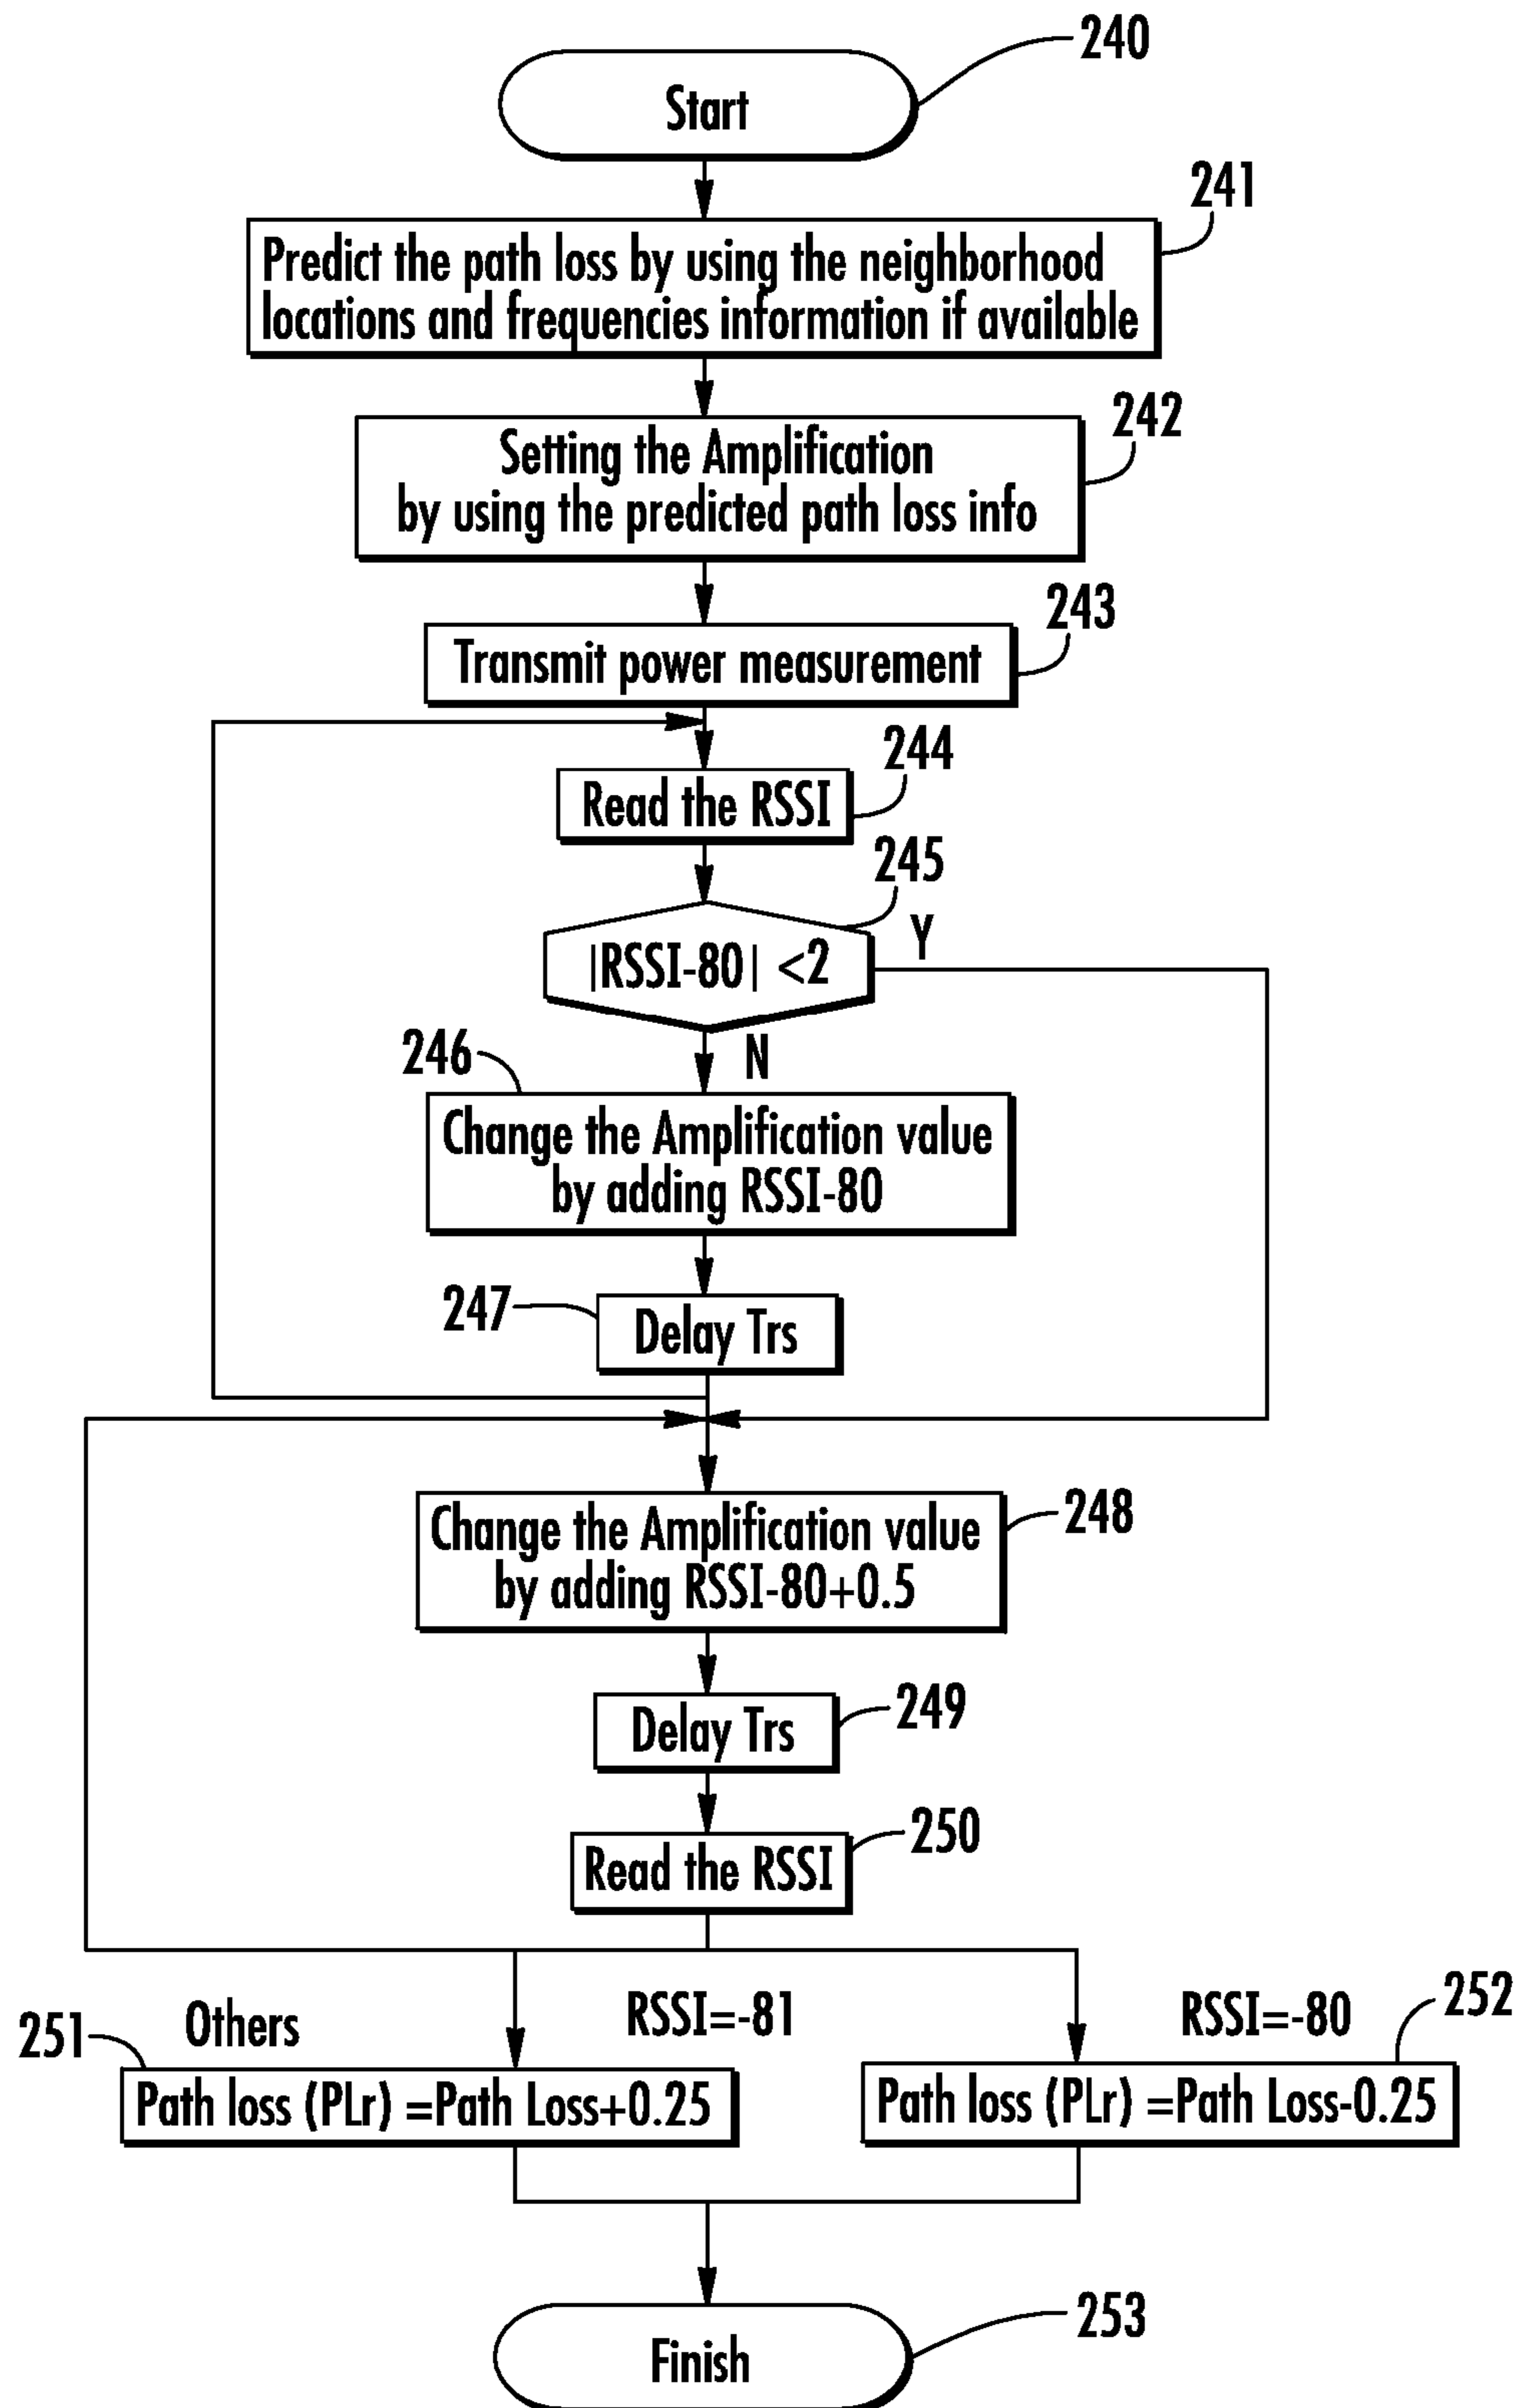 240
Start
241
Predict the path loss by using the neighborhood
locations and frequencies information if available
242
Setting the Amplification
by using the predicted path loss info
243
Transmit power measurement
244
Read the RSSI
245
|RSSI-80| <2
Y
N
246
Change the Amplification value
by adding RSSI-80
247
Delay Trs
248
Change the Amplification value
by adding RSSI-80+0.5
249
Delay Trs
250
Read the RSSI
251
Others
RSSI=-81
RSSI=-80
252
Path loss (PLr) =Path Loss+0.25
Path loss (PLr) =Path Loss-0.25
Finish
253